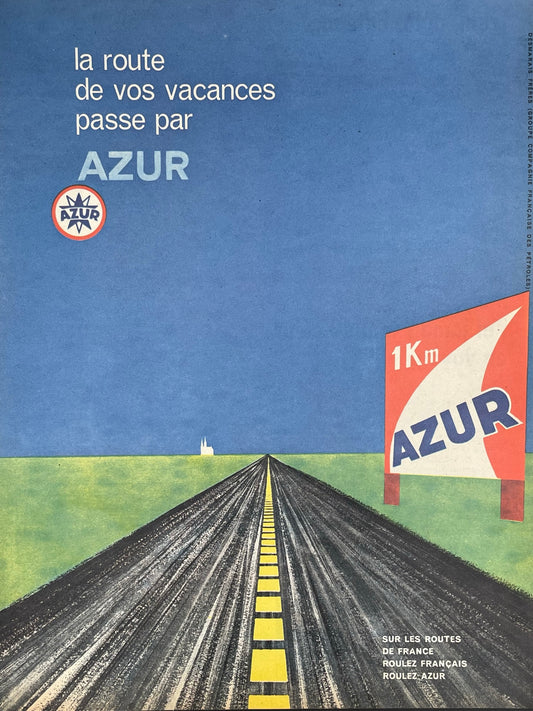 la route
de vos vacances
passe par
AZUR
AZUR
DESMARAIS FRÈRES (GROUPE COMPAGNIE FRANÇAISE DES PÉTROLES)
1Km
AZUR
SUR LES ROUTES
DE FRANCE
ROULEZ FRANÇAIS
ROULEZ AZUR